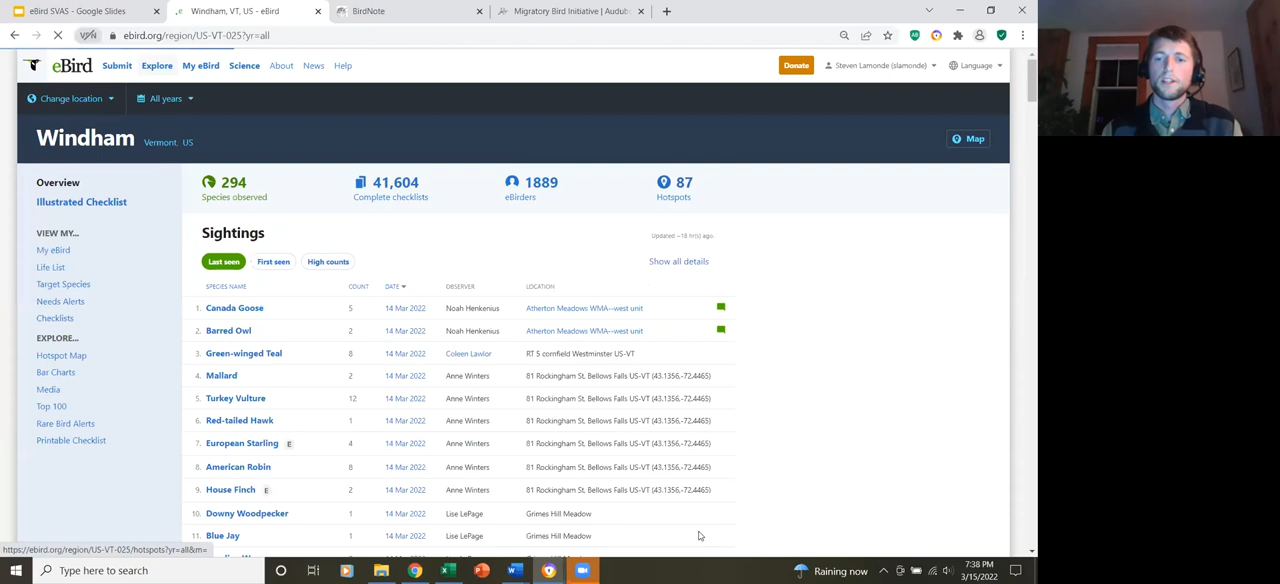 eBird SVAS - Google Slides
Windham, VT, US - eBird
BirdNote
Migratory Bird Initiative | Audub
VPN ebird.org/region/US-VT-025?yr=all
eBird Submit Explore My eBird Science About News Help Donate Steven Lamonde (slamonde) Language
Change location All years
Windham Vermont, US Map
Overview
Illustrated Checklist
VIEW MY...
My eBird
Life List
Target Species
Needs Alerts
Checklists
EXPLORE...
Hotspot Map
Bar Charts
Media
Top 100
Rare Bird Alerts
Printable Checklist
294 41,604 1889 87
Species observed Complete checklists eBirders Hotspots
Sightings Updated ~18 hr(s) ago.
Last seen First seen High counts Show all details
SPECIES NAME COUNT DATE OBSERVER LOCATION
1. Canada Goose 5 14 Mar 2022 Noah Henkenius Atherton Meadows WMA--west unit
2. Barred Owl 2 14 Mar 2022 Noah Henkenius Atherton Meadows WMA--west unit
3. Green-winged Teal 8 14 Mar 2022 Coleen Lawlor RT 5 cornfield Westminster US-VT
4. Mallard 2 14 Mar 2022 Anne Winters 81 Rockingham St, Bellows Falls US-VT (43.1356,-72.4465)
5. Turkey Vulture 12 14 Mar 2022 Anne Winters 81 Rockingham St, Bellows Falls US-VT (43.1356,-72.4465)
6. Red-tailed Hawk 1 14 Mar 2022 Anne Winters 81 Rockingham St, Bellows Falls US-VT (43.1356,-72.4465)
7. European Starling E 4 14 Mar 2022 Anne Winters 81 Rockingham St, Bellows Falls US-VT (43.1356,-72.4465)
8. American Robin 8 14 Mar 2022 Anne Winters 81 Rockingham St, Bellows Falls US-VT (43.1356,-72.4465)
9. House Finch E 2 14 Mar 2022 Anne Winters 81 Rockingham St, Bellows Falls US-VT (43.1356,-72.4465)
10. Downy Woodpecker 1 14 Mar 2022 Lise LePage Grimes Hill Meadow
11. Blue Jay 1 14 Mar 2022 Lise LePage Grimes Hill Meadow
https://ebird.org/region/US-VT-025/hotspots?yr=all&m=
Type here to search
Raining now
7:38 PM
3/15/2022